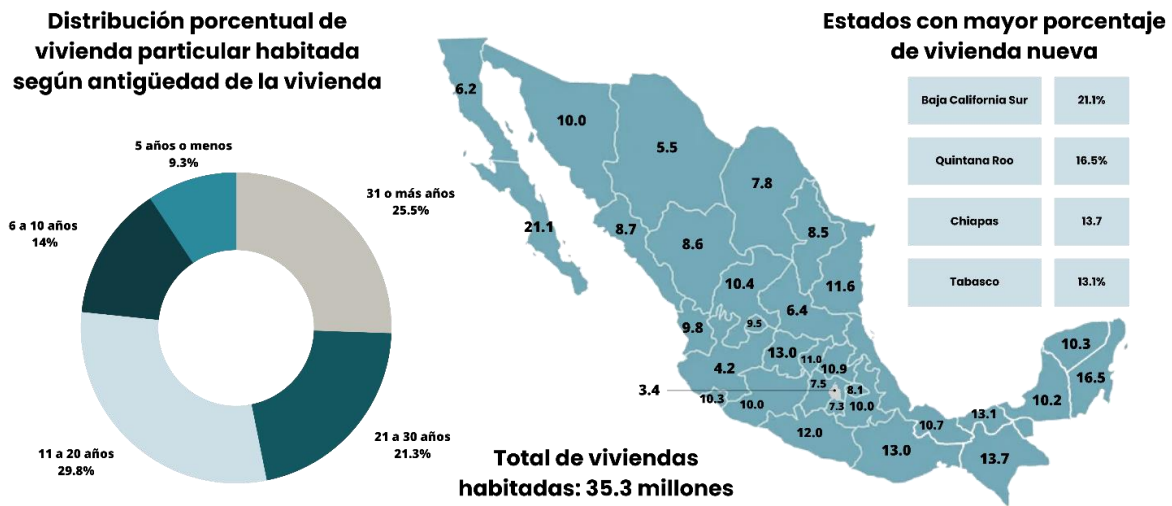 Distribución porcentual de
vivienda particular habitada
según antigüedad de la vivienda
5 años o menos
9.3%
31 o más años
25.5%
6 a 10 años
14%
11 a 20 años
29.8%
21 a 30 años
21.3%
6.2
10.0
5.5
7.8
21.1
8.7
8.6
8.5
10.4
11.6
6.4
9.8
9.5
4.2
13.0
11.0
10.9
3.4
7.5
8.1
10.3
10.0
7.3
10.0
12.0
13.0
10.7
13.1
13.7
10.2
10.3
16.5
Total de viviendas
habitadas: 35.3 millones
Estados con mayor porcentaje
de vivienda nueva
Baja California Sur 21.1%
Quintana Roo 16.5%
Chiapas 13.7
Tabasco 13.1%